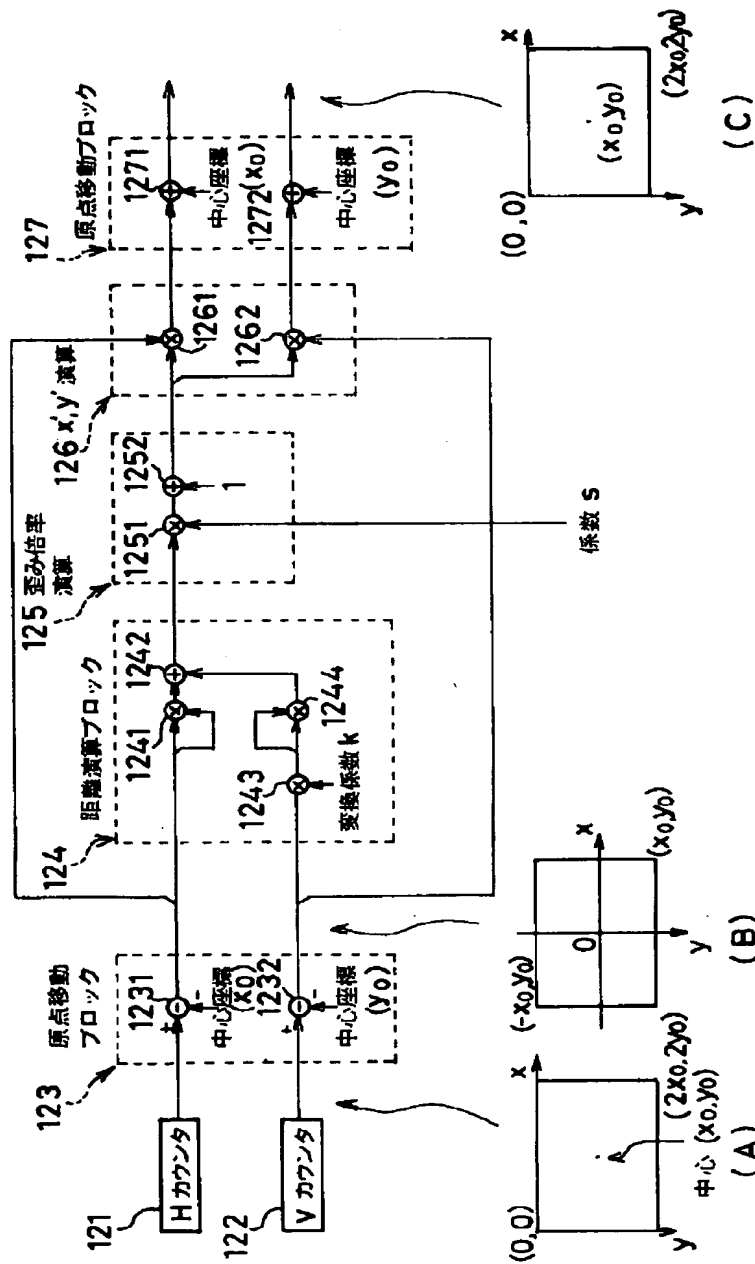 121
Hカウンタ
122
Vカウンタ
123
原点移動
ブロック
1231
+
-
中心座標
(x₀)
1232
+
-
中心座標
(y₀)
124
距離演算ブロック
1241
1242
1243
1244
変換係数 k
125 歪み倍率
演算
1251
1252
1
係数 s
126 x', y' 演算
1261
1262
127
原点移動ブロック
1271
中心座標
(x₀)
1272
中心座標
(y₀)
(0,0)
x
y
(2x₀,2y₀)
中心 (x₀,y₀)
(A)
(-x₀,y₀)
x
0
y
(x₀,y₀)
(B)
(0,0)
x
(x₀,y₀)
y
(2x₀,2y₀)
(C)